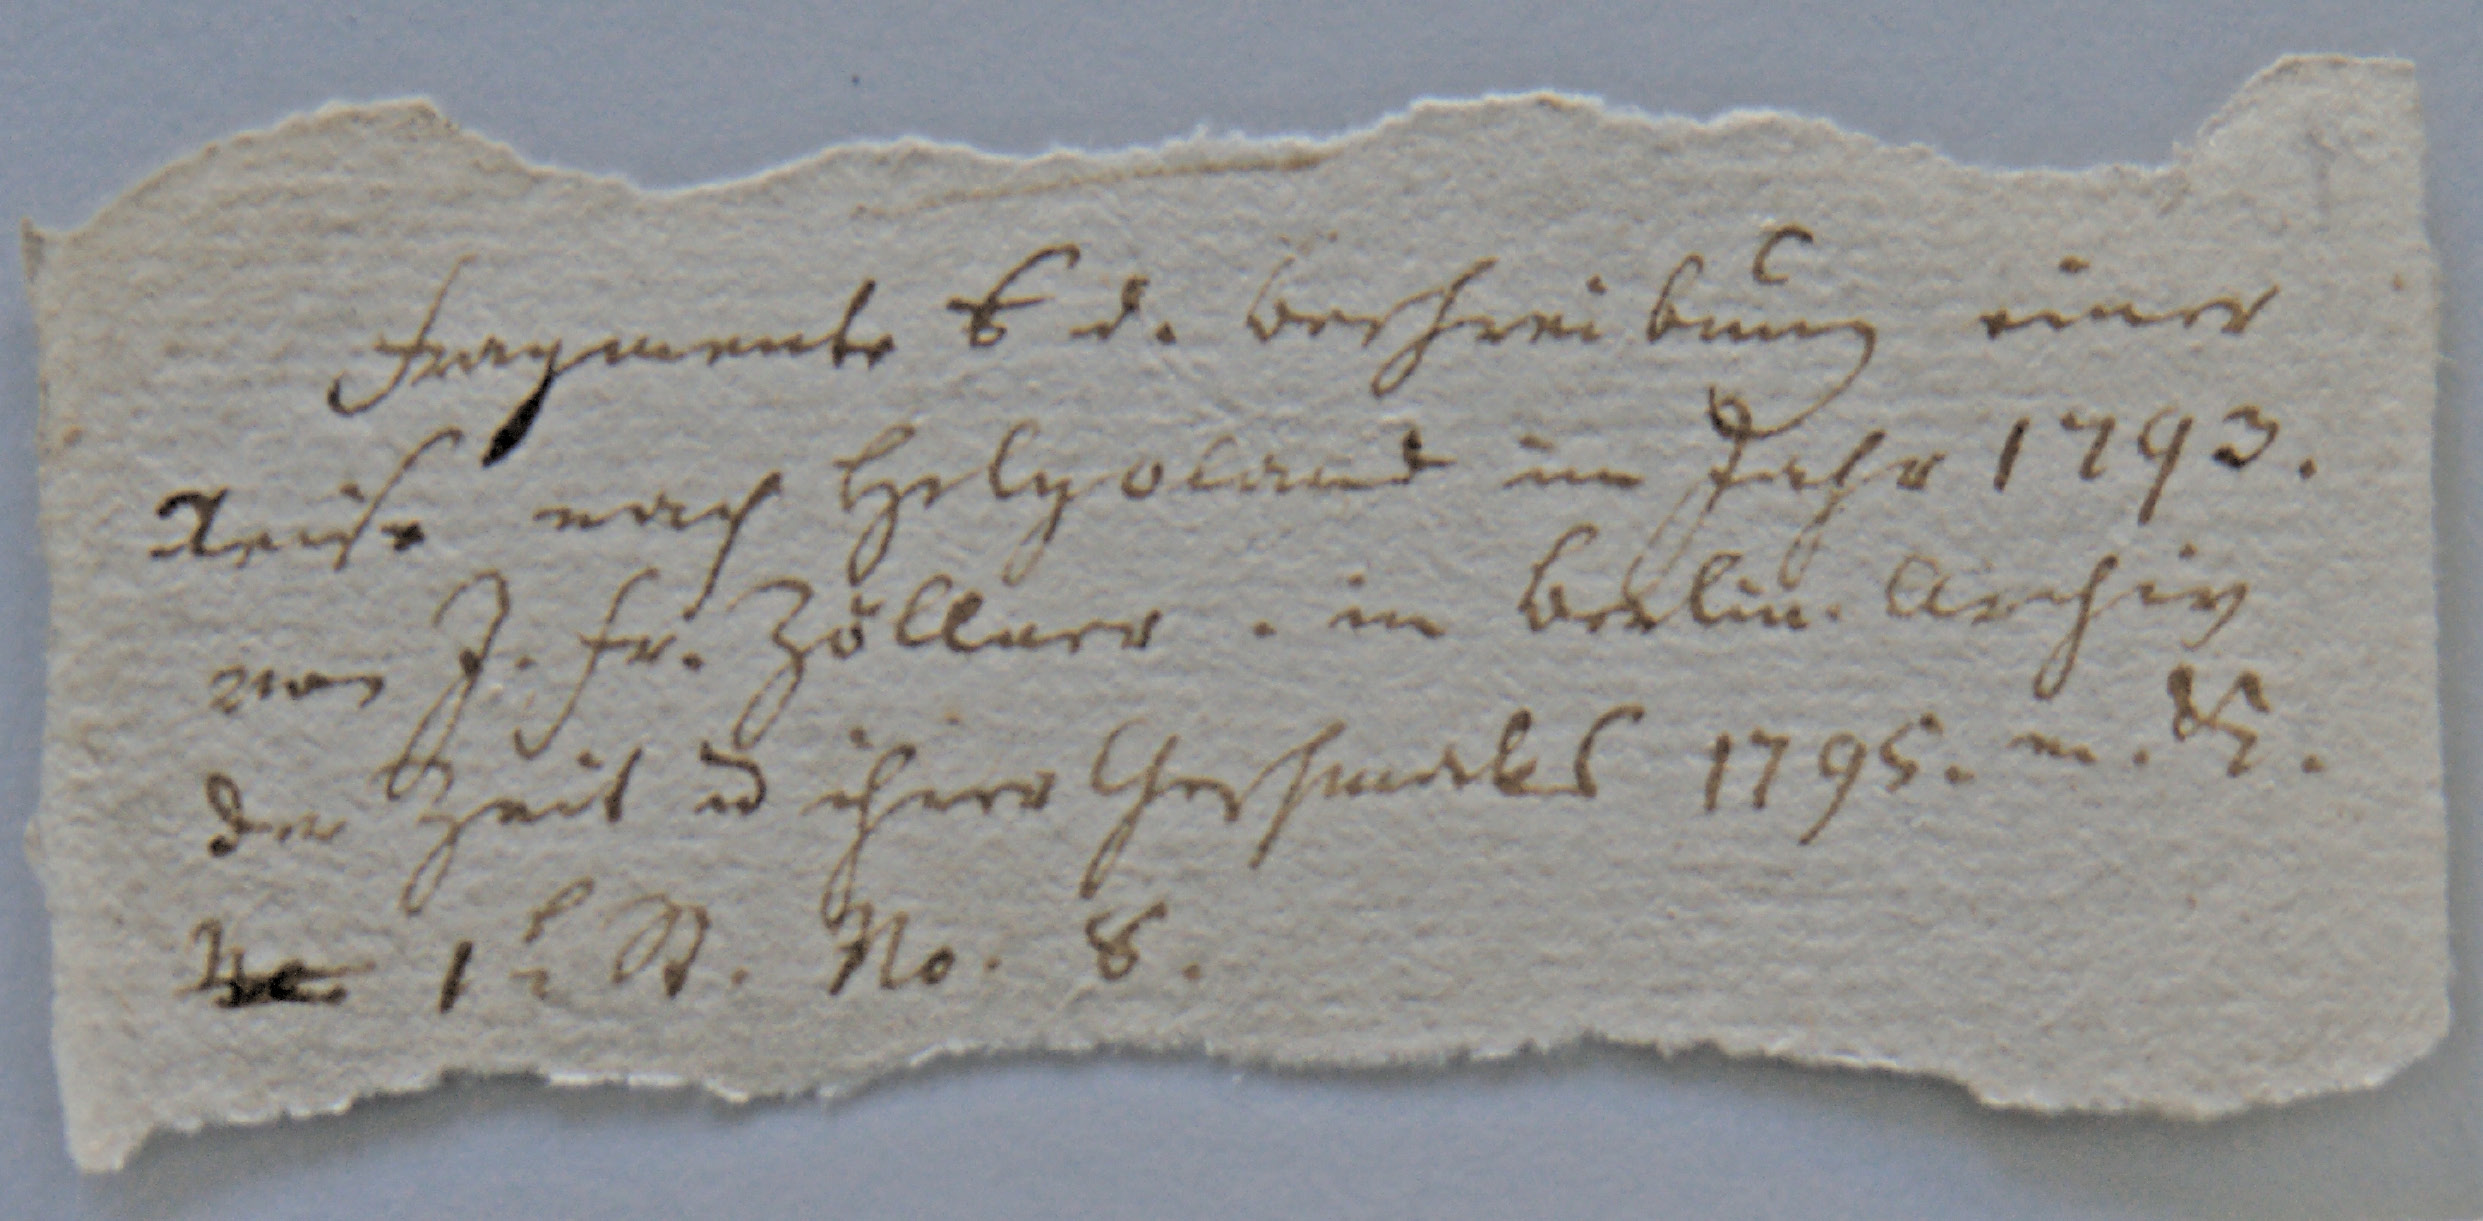 Fragmente d. Beschreibung einer
Reise nach Helgoland im Jahr 1793.
von J. Fr. Zöllner. in Berlin. Archiv
der Zeit u ihres Geschmaks 1795. m.
1 St. No. 8.